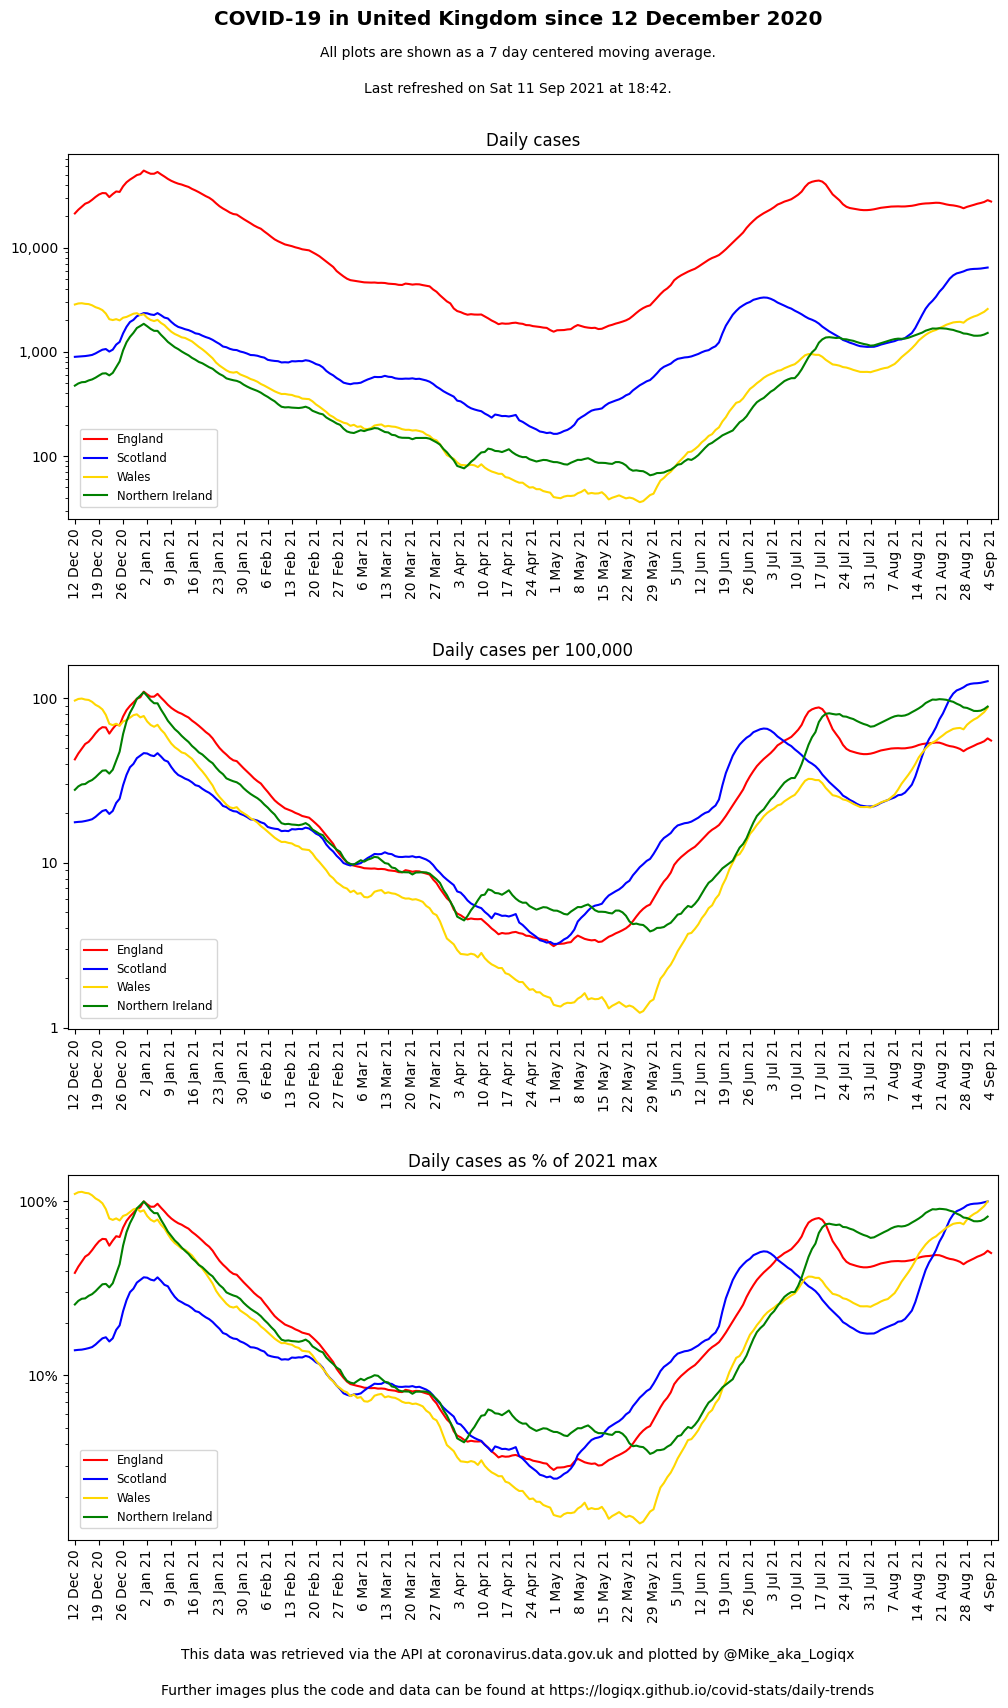 COVID-19 in United Kingdom since 12 December 2020
All plots are shown as a 7 day centered moving average.
Last refreshed on Sat 11 Sep 2021 at 18:42.
Daily cases
10,000
1,000
100
England
Scotland
Wales
Northern Ireland
12 Dec 20
19 Dec 20
26 Dec 20
2 Jan 21
9 Jan 21
16 Jan 21
23 Jan 21
30 Jan 21
6 Feb 21
13 Feb 21
20 Feb 21
27 Feb 21
6 Mar 21
13 Mar 21
20 Mar 21
27 Mar 21
3 Apr 21
10 Apr 21
17 Apr 21
24 Apr 21
1 May 21
8 May 21
15 May 21
22 May 21
29 May 21
5 Jun 21
12 Jun 21
19 Jun 21
26 Jun 21
3 Jul 21
10 Jul 21
17 Jul 21
24 Jul 21
31 Jul 21
7 Aug 21
14 Aug 21
21 Aug 21
28 Aug 21
4 Sep 21
Daily cases per 100,000
100
10
1
England
Scotland
Wales
Northern Ireland
12 Dec 20
19 Dec 20
26 Dec 20
2 Jan 21
9 Jan 21
16 Jan 21
23 Jan 21
30 Jan 21
6 Feb 21
13 Feb 21
20 Feb 21
27 Feb 21
6 Mar 21
13 Mar 21
20 Mar 21
27 Mar 21
3 Apr 21
10 Apr 21
17 Apr 21
24 Apr 21
1 May 21
8 May 21
15 May 21
22 May 21
29 May 21
5 Jun 21
12 Jun 21
19 Jun 21
26 Jun 21
3 Jul 21
10 Jul 21
17 Jul 21
24 Jul 21
31 Jul 21
7 Aug 21
14 Aug 21
21 Aug 21
28 Aug 21
4 Sep 21
Daily cases as % of 2021 max
100%
10%
England
Scotland
Wales
Northern Ireland
12 Dec 20
19 Dec 20
26 Dec 20
2 Jan 21
9 Jan 21
16 Jan 21
23 Jan 21
30 Jan 21
6 Feb 21
13 Feb 21
20 Feb 21
27 Feb 21
6 Mar 21
13 Mar 21
20 Mar 21
27 Mar 21
3 Apr 21
10 Apr 21
17 Apr 21
24 Apr 21
1 May 21
8 May 21
15 May 21
22 May 21
29 May 21
5 Jun 21
12 Jun 21
19 Jun 21
26 Jun 21
3 Jul 21
10 Jul 21
17 Jul 21
24 Jul 21
31 Jul 21
7 Aug 21
14 Aug 21
21 Aug 21
28 Aug 21
4 Sep 21
This data was retrieved via the API at coronavirus.data.gov.uk and plotted by @Mike_aka_Logiqx
Further images plus the code and data can be found at https://logiqx.github.io/covid-stats/daily-trends